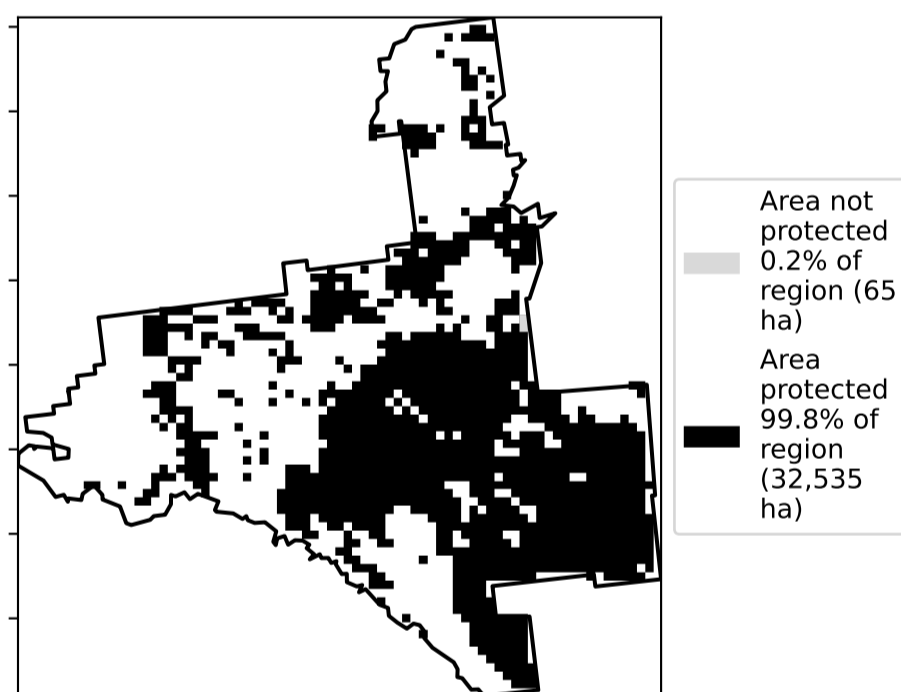 Area not
protected
0.2% of
region (65
ha)
Area
protected
99.8% of
region
(32,535
ha)